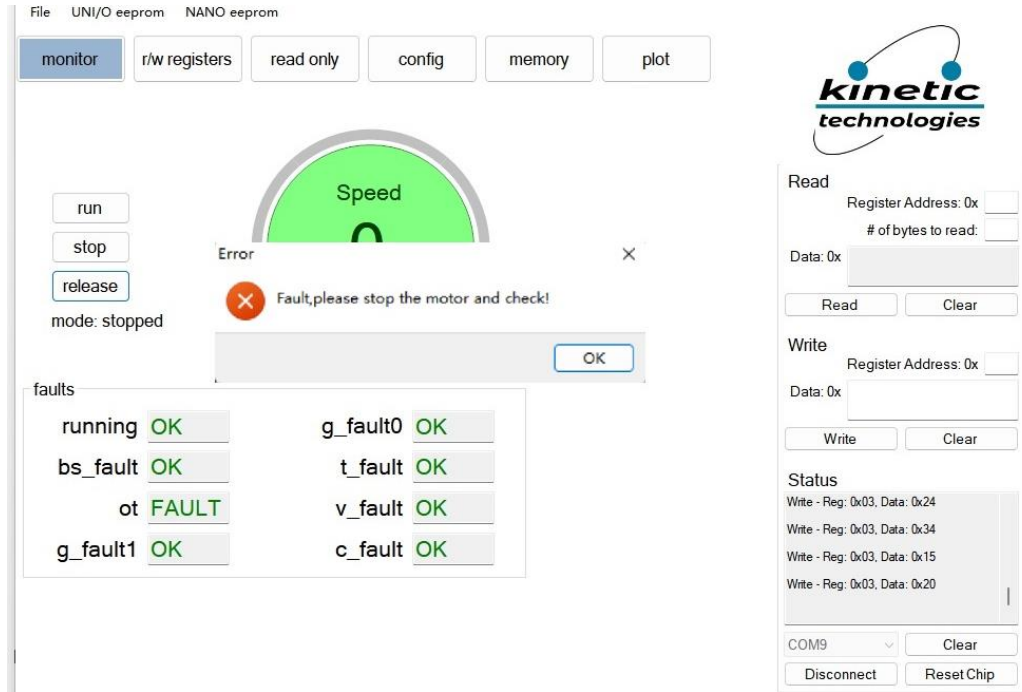 File UNI/O eeprom NANO eeprom
monitor r/w registers read only config memory plot
kinetic
technologies
Speed
0
run
stop
release
mode: stopped
Error
Fault,please stop the motor and check!
OK
faults
running OK g_fault0 OK
bs_fault OK t_fault OK
ot FAULT v_fault OK
g_fault1 OK c_fault OK
Read
Register Address: 0x
# of bytes to read:
Data: 0x
Read Clear
Write
Register Address: 0x
Data: 0x
Write Clear
Status
Write - Reg: 0x03, Data: 0x24
Write - Reg: 0x03, Data: 0x34
Write - Reg: 0x03, Data: 0x15
Write - Reg: 0x03, Data: 0x20
COM9 Clear
Disconnect Reset Chip